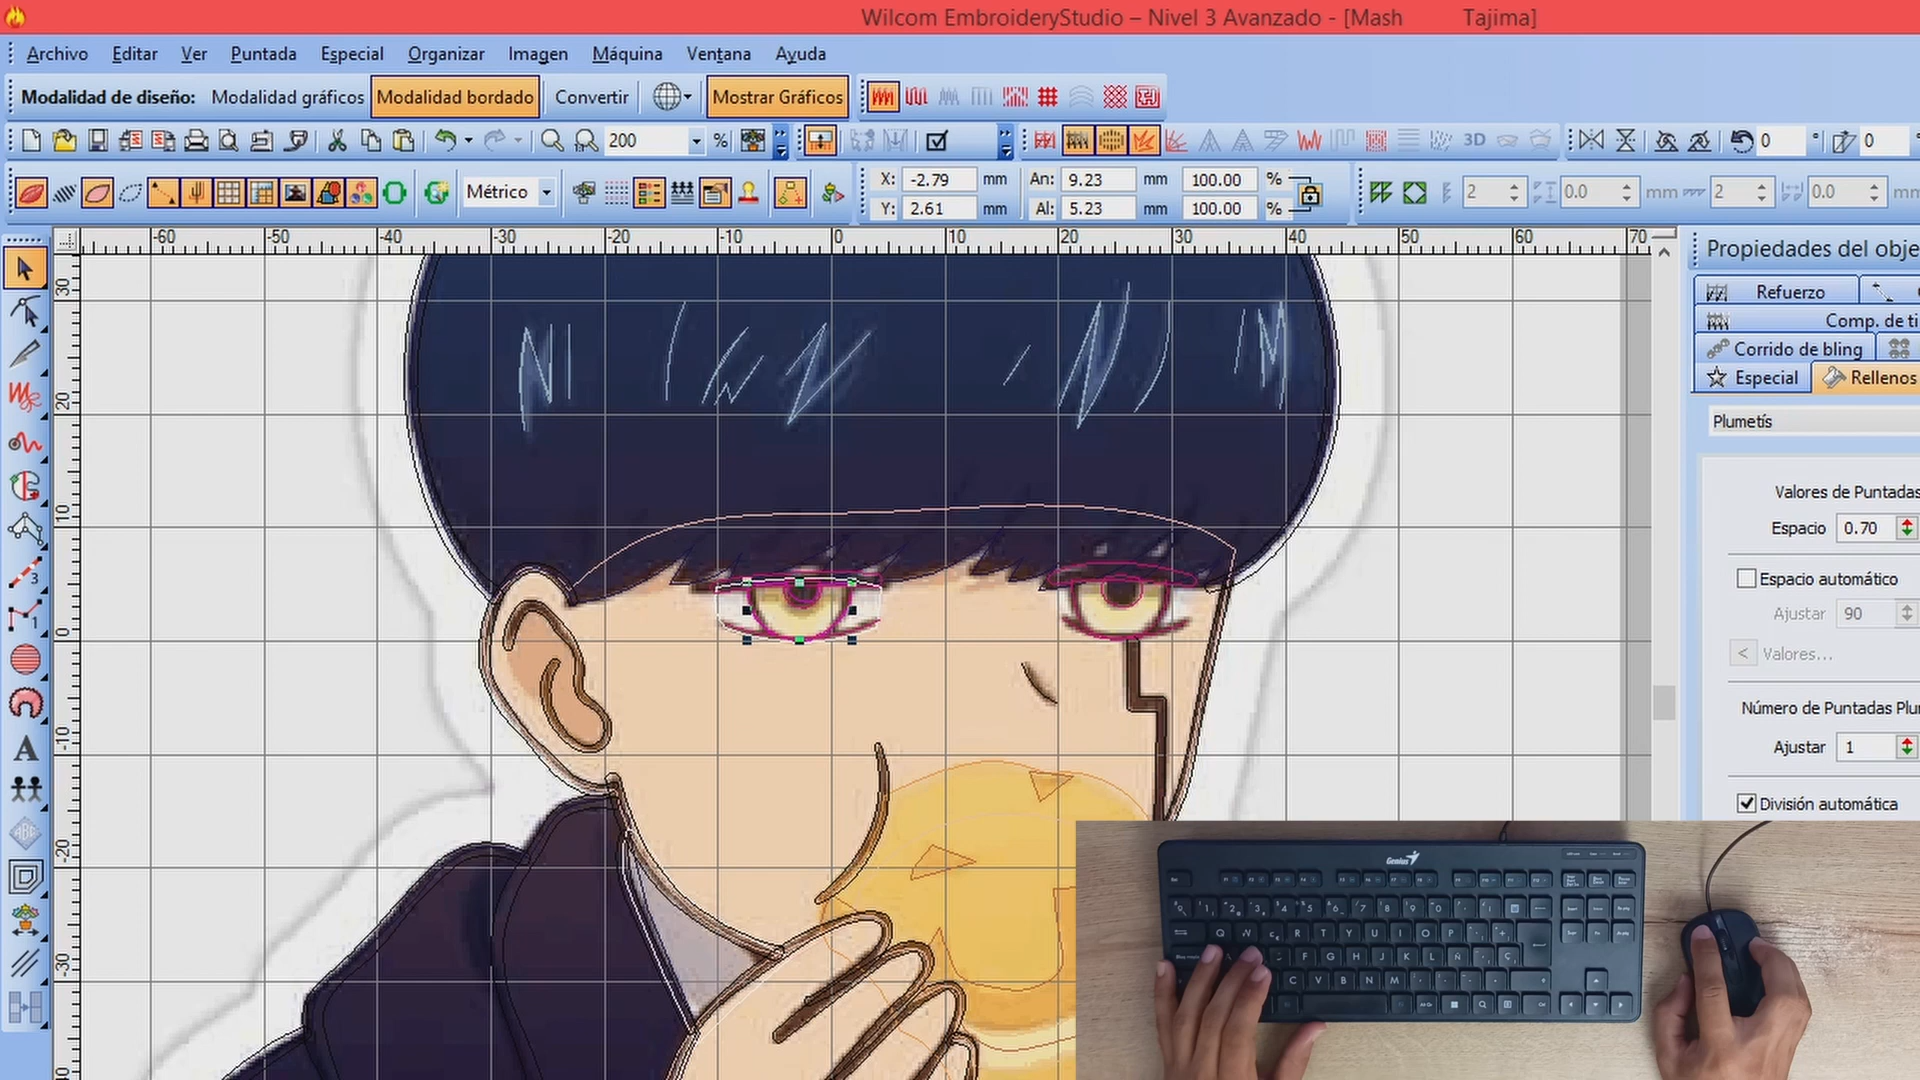 Wilcom EmbroideryStudio – Nivel 3 Avanzado - [Mash Tajima]
Archivo Editar Ver Puntada Especial Organizar Imagen Máquina Ventana Ayuda
Modalidad de diseño: Modalidad gráficos Modalidad bordado Convertir Mostrar Gráficos
200 % 3D 0 ° 0
Métrico
X: -2.79 mm An: 9.23 mm 100.00 %
Y: 2.61 mm Al: 5.23 mm 100.00 %
2 0.0 mm 2 0.0 mm
-60 -50 -40 -30 -20 -10 0 10 20 30 40 50 60 70
30
20
10
0
-10
-20
-30
-40
Propiedades del obje
Refuerzo
Comp. de ti
Corrido de bling
Especial Rellenos
Plumetís
Valores de Puntadas
Espacio 0.70
Espacio automático
Ajustar 90
< Valores...
Número de Puntadas Plu
Ajustar 1
División automática
3
1
A
ABC
Genius
Q W E R T Y U I O P
F G H J K L Ñ
C V B N M